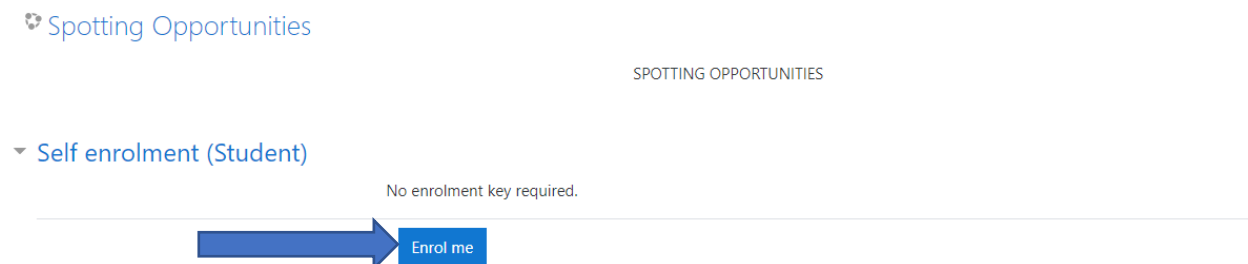 Spotting Opportunities
SPOTTING OPPORTUNITIES
Self enrolment (Student)
No enrolment key required.
Enrol me